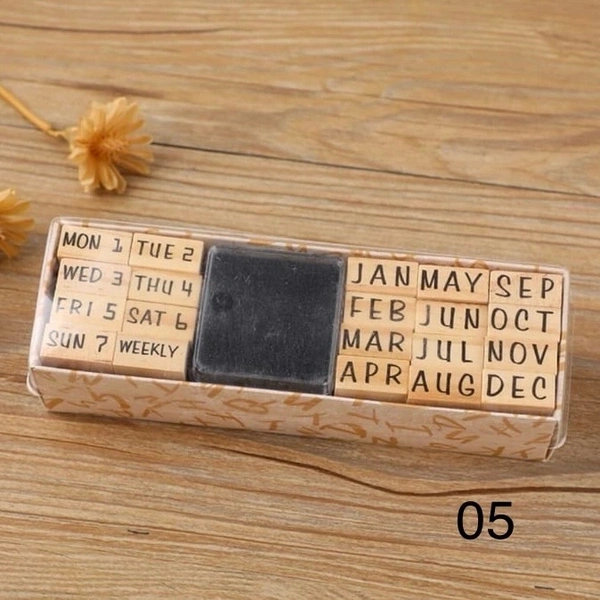 MON 1
TUE 2
WED 3
THU 4
FRI 5
SAT 6
SUN 7
WEEKLY
JAN
FEB
MAR
APR
MAY
JUN
JUL
AUG
SEP
OCT
NOV
DEC
05